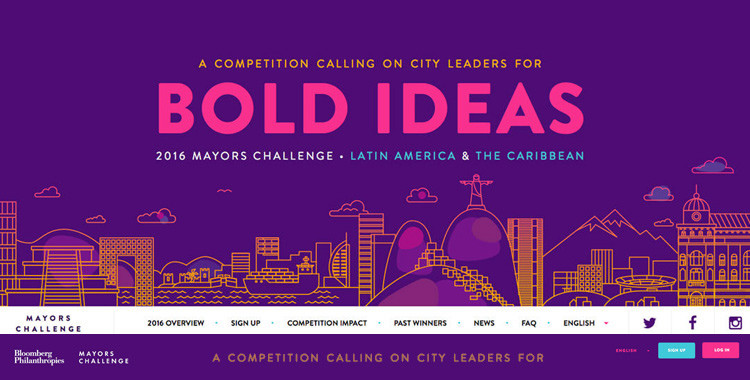 A COMPETITION CALLING ON CITY LEADERS FOR
BOLD IDEAS
2016 MAYORS CHALLENGE • LATIN AMERICA & THE CARIBBEAN
MAYORS
CHALLENGE
2016 OVERVIEW • SIGN UP • COMPETITION IMPACT • PAST WINNERS • NEWS • FAQ • ENGLISH
Bloomberg
Philanthropies
MAYORS
CHALLENGE
A COMPETITION CALLING ON CITY LEADERS FOR
ENGLISH
SIGN UP
LOG IN